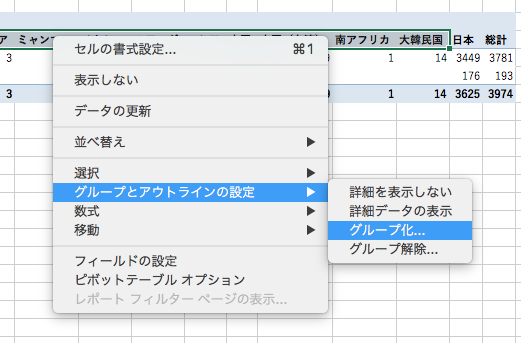 ア ミャンマ 南アフリカ 大韓民国 日本 総計
3 1 14 3449 3781
176 193
3 1 14 3625 3974
セルの書式設定... ⌘1
表示しない
データの更新
並べ替え ▶
選択 ▶
グループとアウトラインの設定 ▶
数式 ▶
移動 ▶
フィールドの設定
ピボットテーブル オプション
レポート フィルター ページの表示...
詳細を表示しない
詳細データの表示
グループ化...
グループ解除...